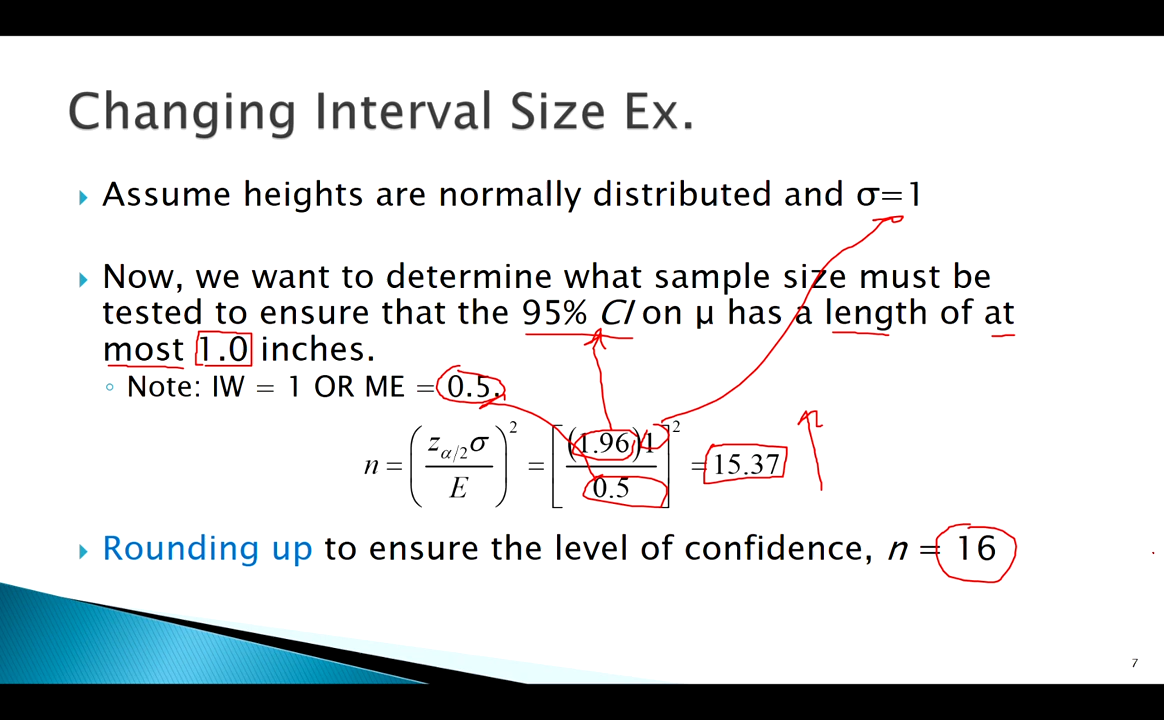 Changing Interval Size Ex.
Assume heights are normally distributed and σ=1
Now, we want to determine what sample size must be
tested to ensure that the 95% CI on μ has a length of at
most 1.0 inches.
Note: IW = 1 OR ME = 0.5.
n = (z_{α/2}σ / E)^2 = [(1.96)1 / 0.5]^2 = 15.37
Rounding up to ensure the level of confidence, n = 16
7